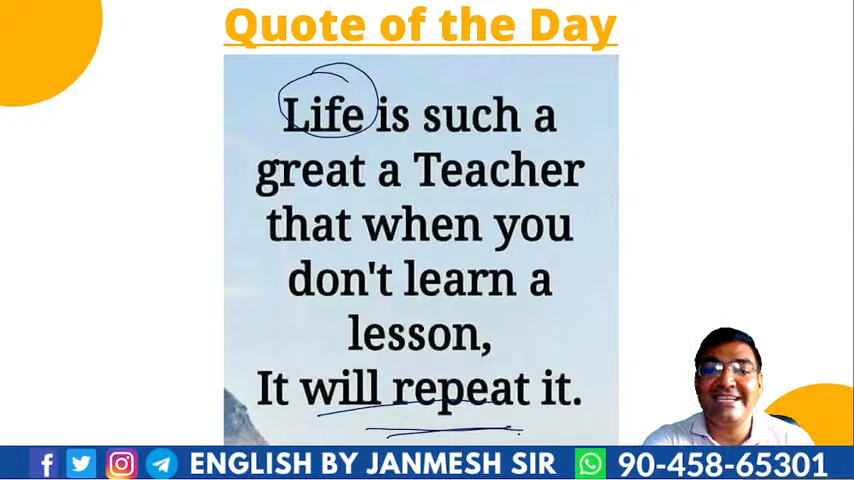 Quote of the Day
Life is such a
great a Teacher
that when you
don't learn a
lesson,
It will repeat it.
ENGLISH BY JANMESH SIR 90-458-65301